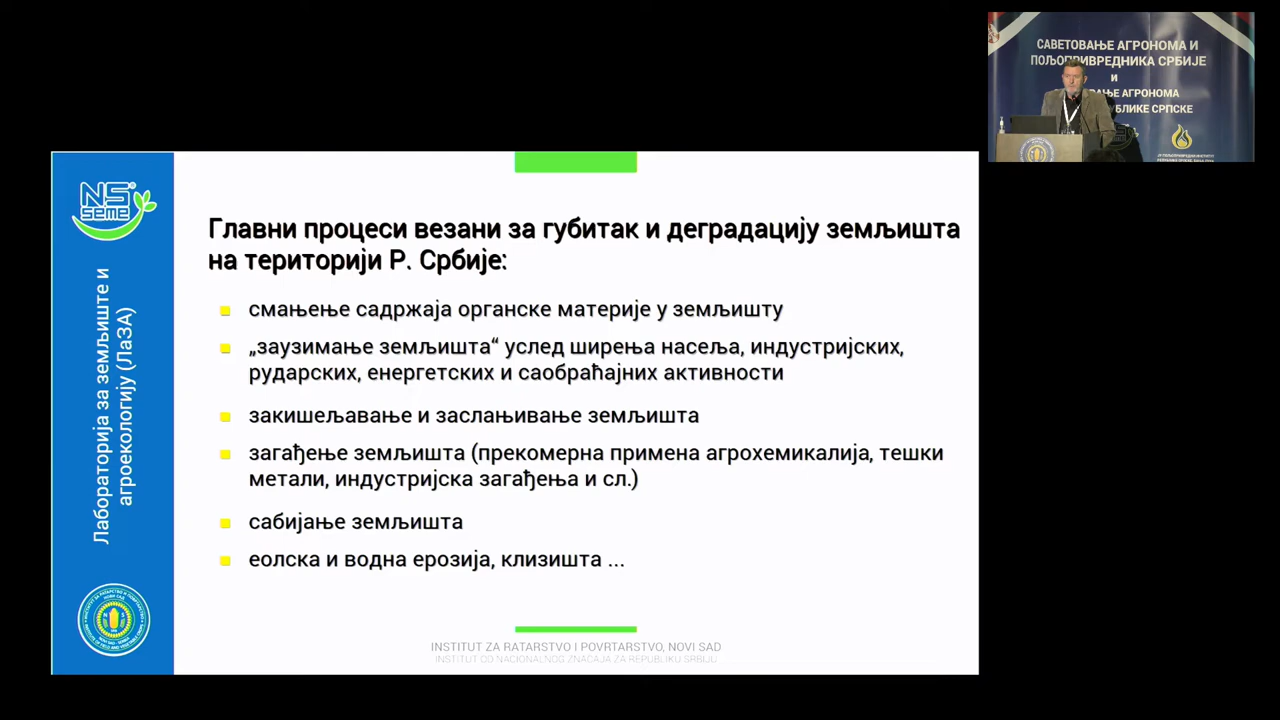 САВЕТОВАЊЕ АГРОНОМА И
ПОЉОПРИВРЕДНИКА СРБИЈЕ
И
АГРОНОМА
СРПСКЕ
NS
seme
Лабораторија за земљиште и
агроекологију (ЛаЗА)
Главни процеси везани за губитак и деградацију земљишта
на територији Р. Србије:
смањење садржаја органске материје у земљишту
„заузимање земљишта“ услед ширења насеља, индустријских,
рударских, енергетских и саобраћајних активности
закишељавање и заслањивање земљишта
загађење земљишта (прекомерна примена агрохемикалија, тешки
метали, индустријска загађења и сл.)
сабијање земљишта
еолска и водна ерозија, клизишта ...
INSTITUT ZA RATARSTVO I POVRTARSTVO, NOVI SAD
INSTITUT OD NACIONALNOG ZNAČAJA ZA REPUBLIKU SRBIJU